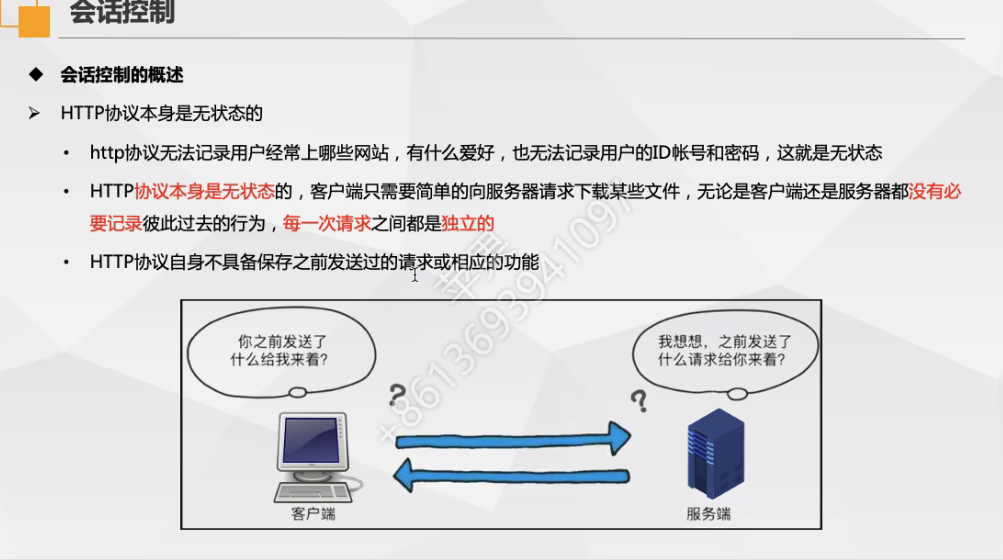 会话控制
◆ 会话控制的概述
➢ HTTP协议本身是无状态的
• http协议无法记录用户经常上哪些网站，有什么爱好，也无法记录用户的ID帐号和密码，这就是无状态
• HTTP协议本身是无状态的，客户端只需要简单的向服务器请求下载某些文件，无论是客户端还是服务器都没有必
要记录彼此过去的行为，每一次请求之间都是独立的
• HTTP协议自身不具备保存之前发送过的请求或相应的功能
你之前发送了
什么给我来着?
我想想，之前发送了
什么请求给你来着?
?
?
客户端
服务端
苹果
+8613693941097